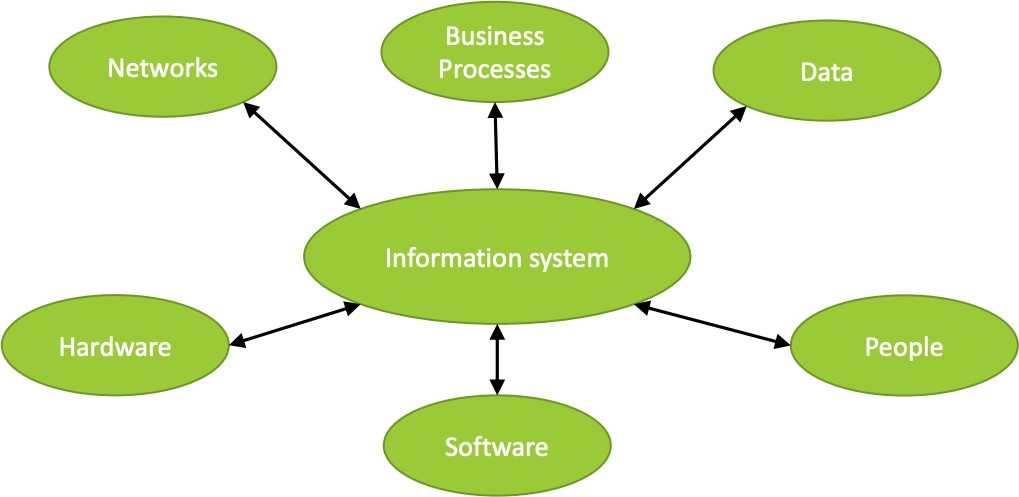 Networks
Business
Processes
Data
Information system
Hardware
Software
People